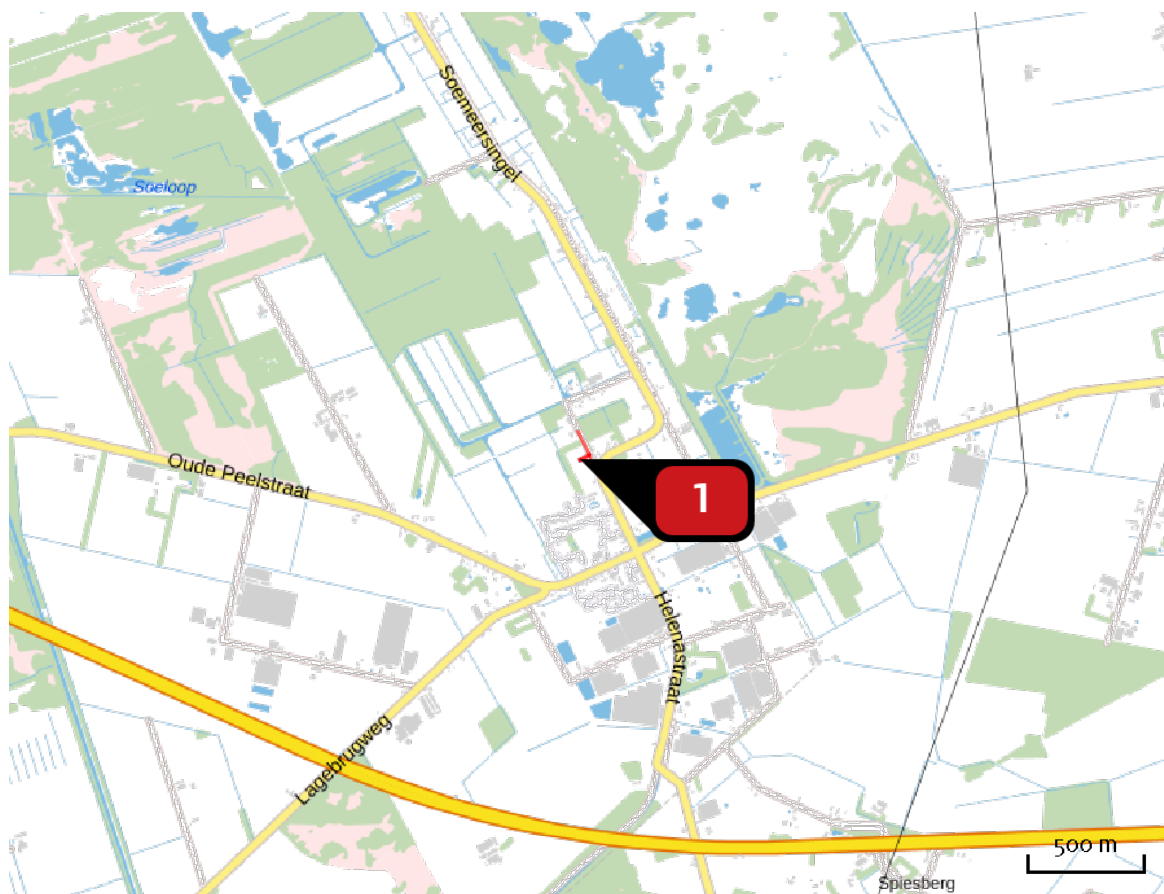 Soemeersingel
Soeloop
Oude Peelstraat
1
Helenastraat
Lagebrugweg
500 m
Spiesberg